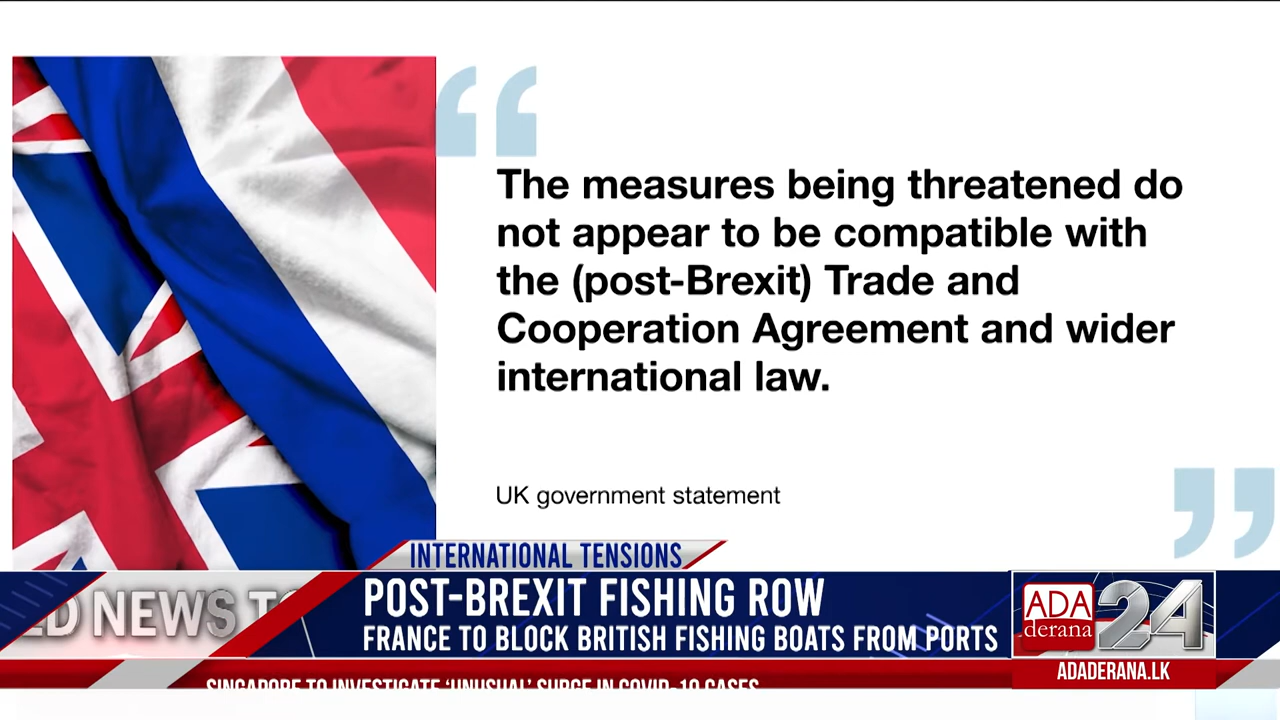 The measures being threatened do
not appear to be compatible with
the (post-Brexit) Trade and
Cooperation Agreement and wider
international law.
UK government statement
INTERNATIONAL TENSIONS
POST-BREXIT FISHING ROW
FRANCE TO BLOCK BRITISH FISHING BOATS FROM PORTS
NEWS
ADA
derana
24
ADADERANA.LK
SINGAPORE TO INVESTIGATE ‘UNUSUAL’ SURGE IN COVID-19 CASES